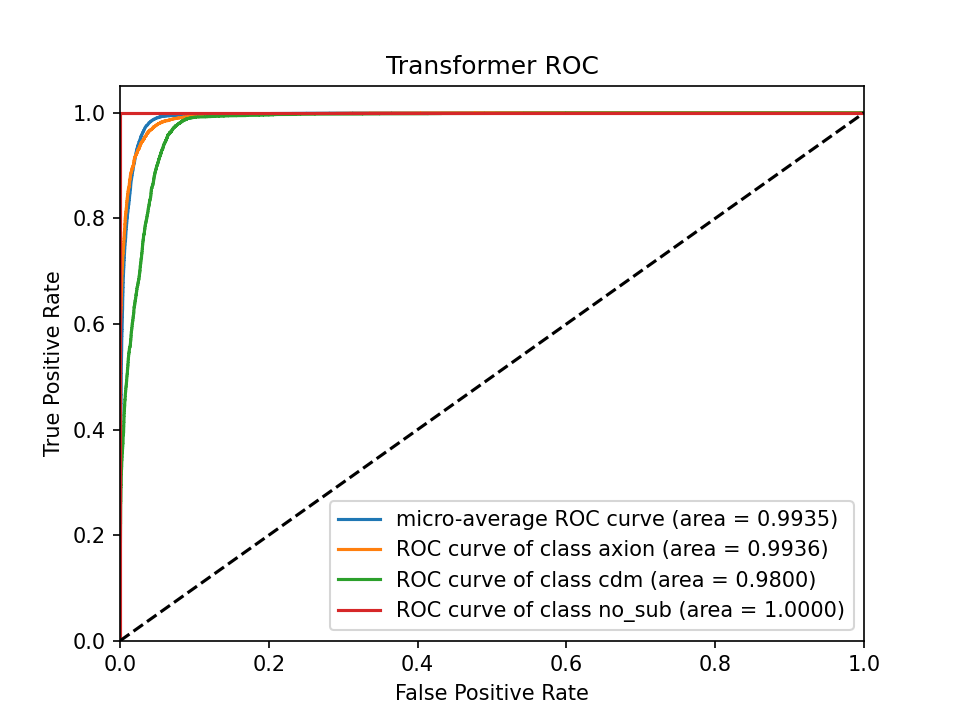 Transformer ROC
True Positive Rate
1.0
0.8
0.6
0.4
0.2
0.0
micro-average ROC curve (area = 0.9935)
ROC curve of class axion (area = 0.9936)
ROC curve of class cdm (area = 0.9800)
ROC curve of class no_sub (area = 1.0000)
0.0 0.2 0.4 0.6 0.8 1.0
False Positive Rate